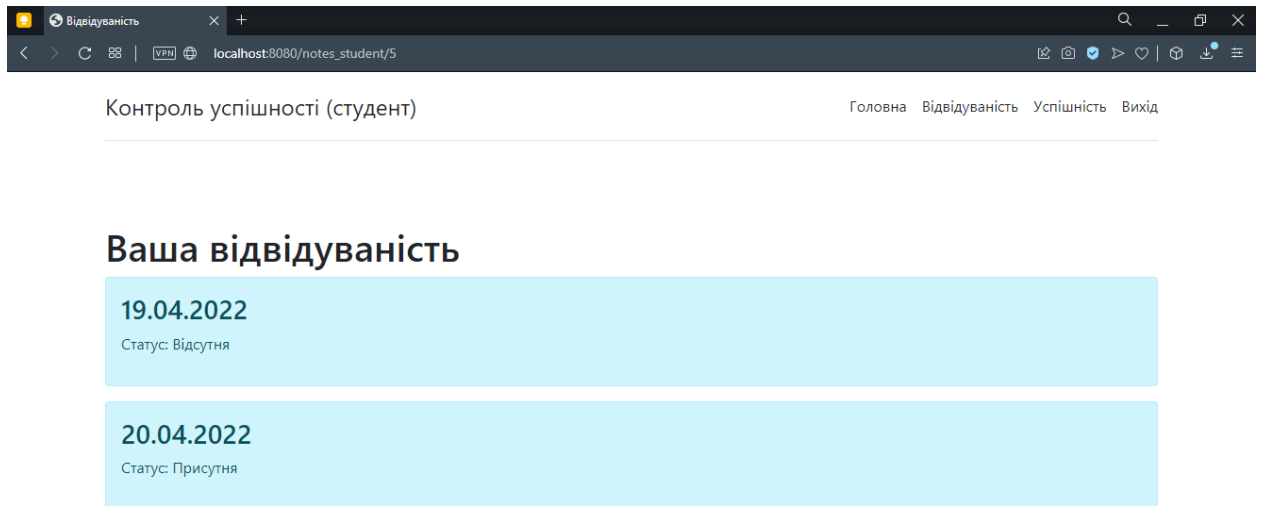 Відвідуваність
VPN localhost:8080/notes_student/5
Контроль успішності (студент) Головна Відвідуваність Успішність Вихід
Ваша відвідуваність
19.04.2022
Статус: Відсутня
20.04.2022
Статус: Присутня